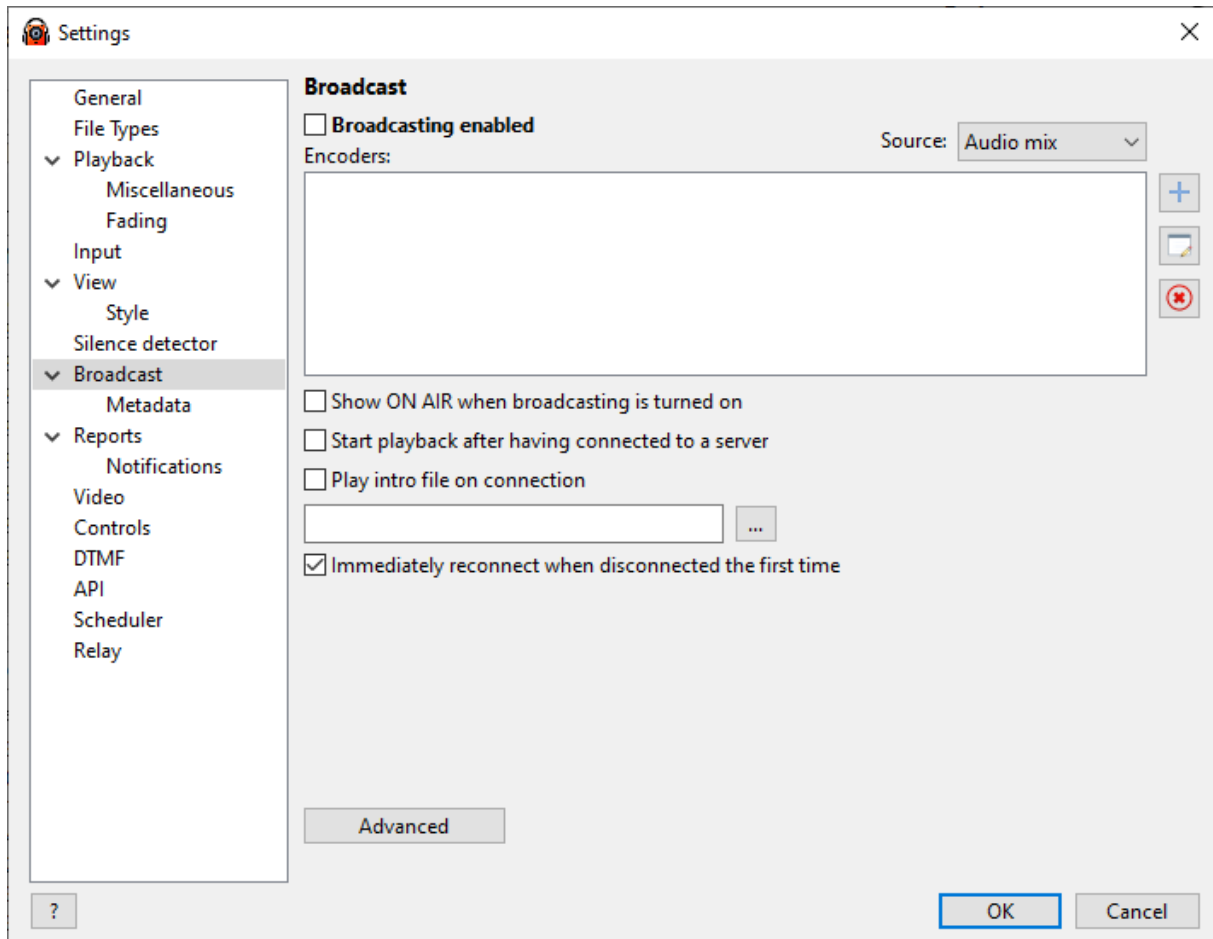 Settings
General
File Types
Playback
Miscellaneous
Fading
Input
View
Style
Silence detector
Broadcast
Metadata
Reports
Notifications
Video
Controls
DTMF
API
Scheduler
Relay
Broadcast
Broadcasting enabled
Source: Audio mix
Encoders:
Show ON AIR when broadcasting is turned on
Start playback after having connected to a server
Play intro file on connection
...
Immediately reconnect when disconnected the first time
Advanced
?
OK
Cancel